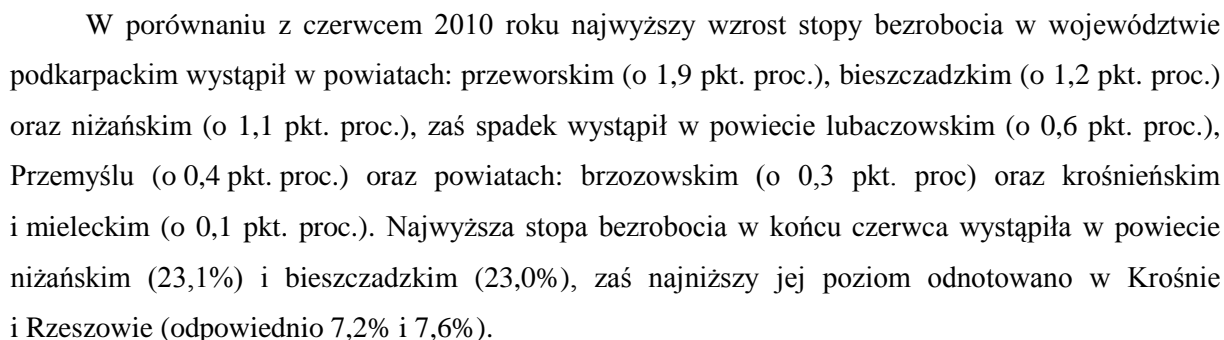 W porównaniu z czerwcem 2010 roku najwyższy wzrost stopy bezrobocia w województwie
podkarpackim wystąpił w powiatach: przeworskim (o 1,9 pkt. proc.), bieszczadzkim (o 1,2 pkt. proc.)
oraz niżańskim (o 1,1 pkt. proc.), zaś spadek wystąpił w powiecie lubaczowskim (o 0,6 pkt. proc.),
Przemyślu (o 0,4 pkt. proc.) oraz powiatach: brzozowskim (o 0,3 pkt. proc) oraz krośnieńskim
i mieleckim (o 0,1 pkt. proc.). Najwyższa stopa bezrobocia w końcu czerwca wystąpiła w powiecie
niżańskim (23,1%) i bieszczadzkim (23,0%), zaś najniższy jej poziom odnotowano w Krośnie
i Rzeszowie (odpowiednio 7,2% i 7,6%).